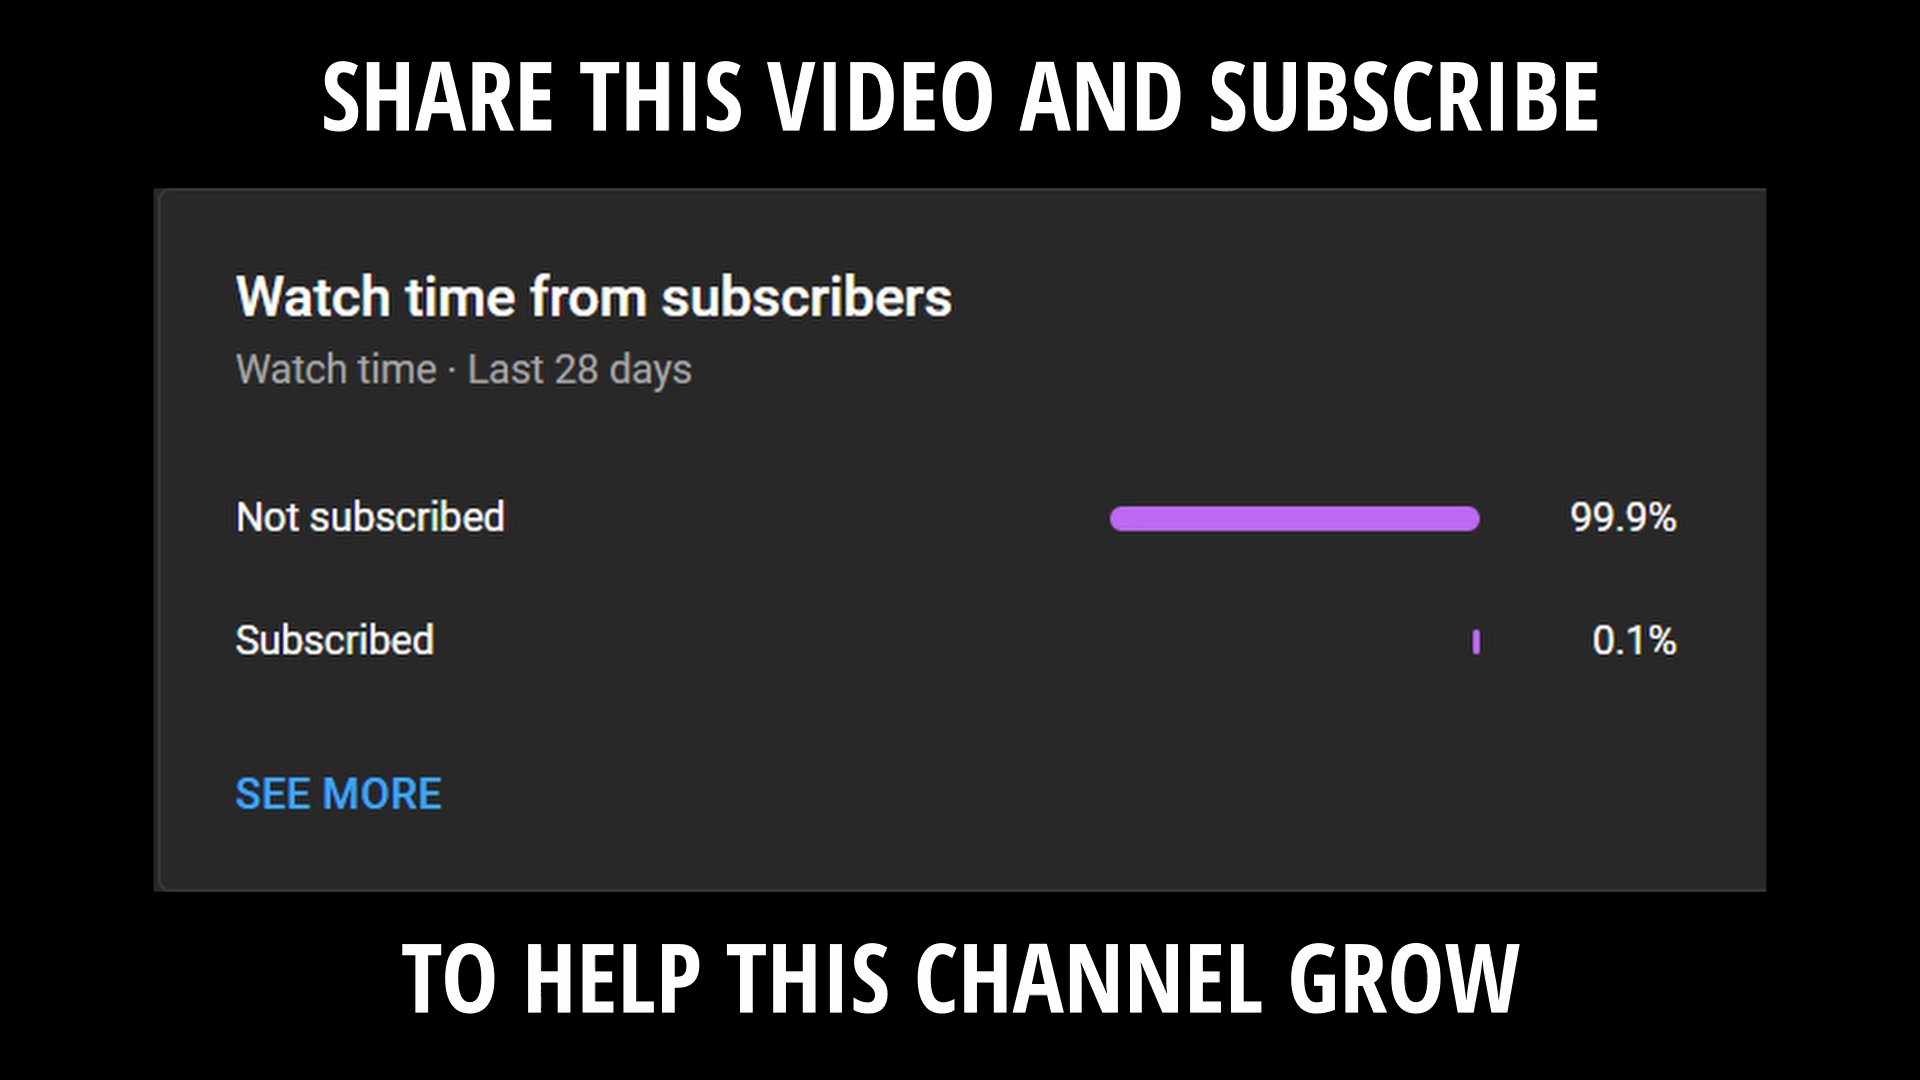 SHARE THIS VIDEO AND SUBSCRIBE
Watch time from subscribers
Watch time · Last 28 days
Not subscribed 99.9%
Subscribed 0.1%
SEE MORE
TO HELP THIS CHANNEL GROW